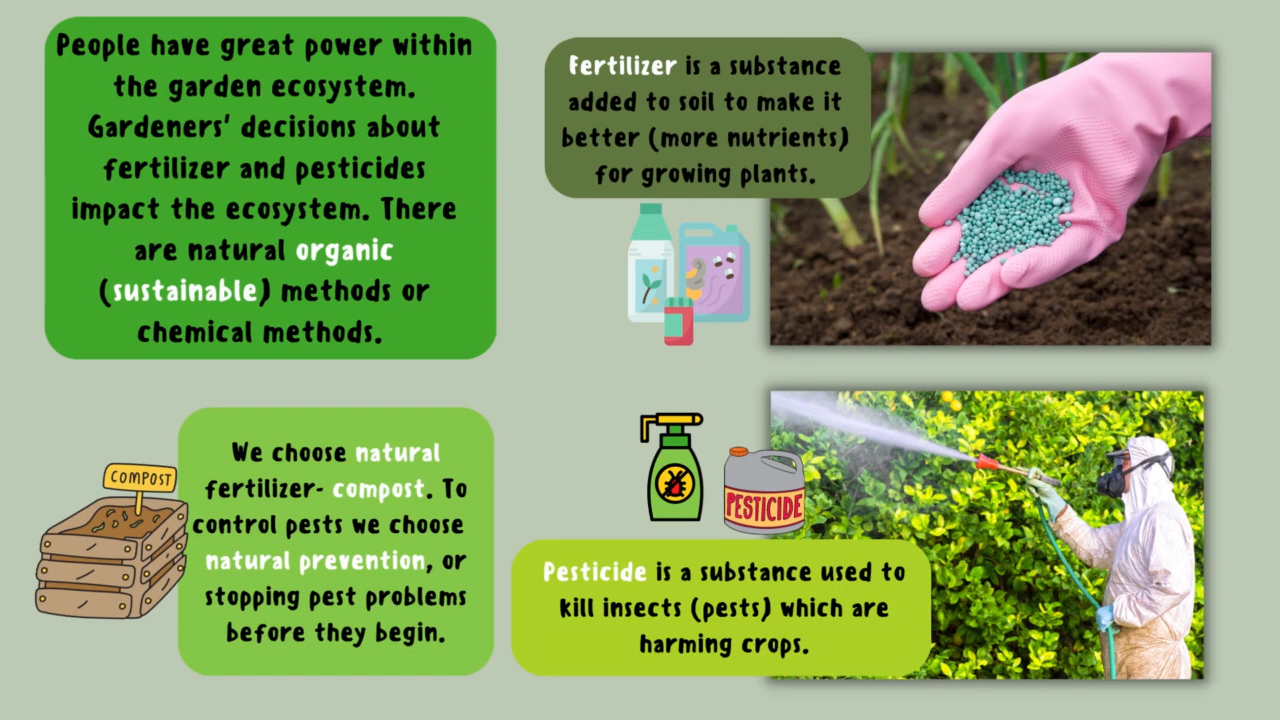 People have great power within
the garden ecosystem.
Gardeners' decisions about
fertilizer and pesticides
impact the ecosystem. There
are natural organic
(sustainable) methods or
chemical methods.
Fertilizer is a substance
added to soil to make it
better (more nutrients)
for growing plants.
COMPOST
We choose natural
fertilizer- compost. To
control pests we choose
natural prevention, or
stopping pest problems
before they begin.
PESTICIDE
Pesticide is a substance used to
kill insects (pests) which are
harming crops.